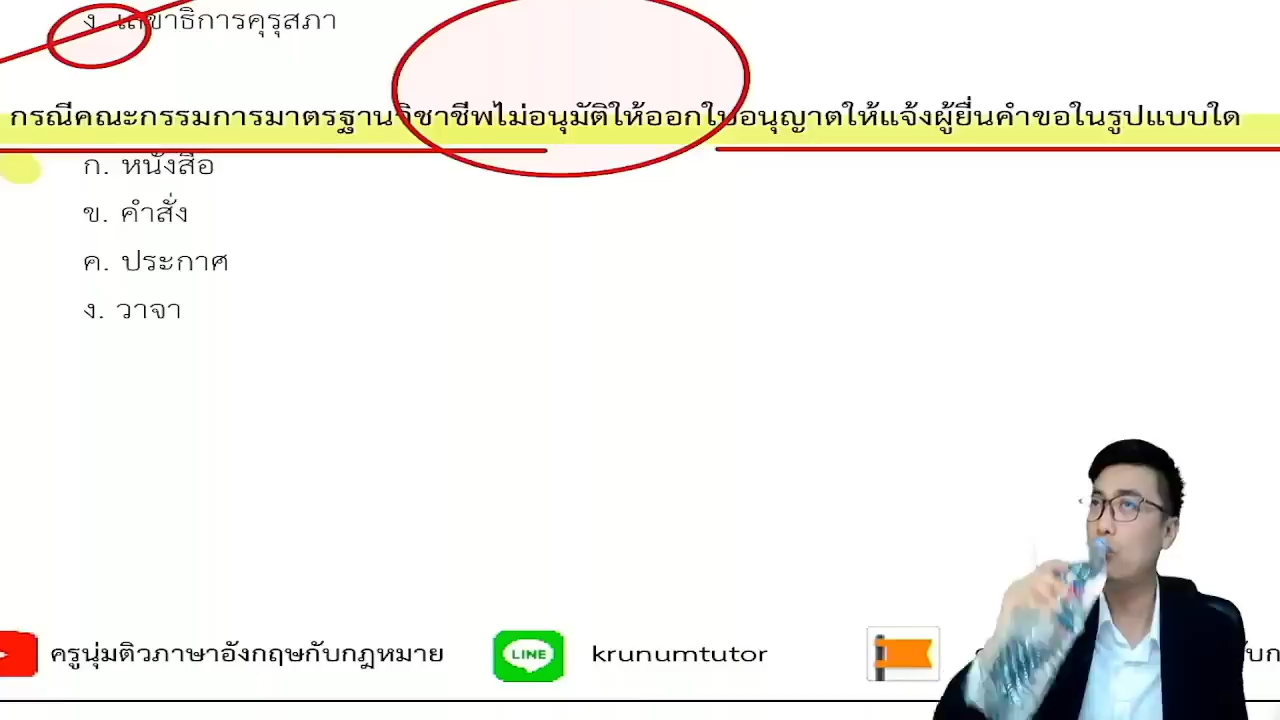 ง. เลขาธิการคุรุสภา
กรณีคณะกรรมการมาตรฐานวิชาชีพไม่อนุมัติให้ออกใบอนุญาตให้แจ้งผู้ยื่นคำขอในรูปแบบใด
ก. หนังสือ
ข. คำสั่ง
ค. ประกาศ
ง. วาจา
ครูนุ่มติวภาษาอังกฤษกับกฎหมาย
LINE
krunumtutor